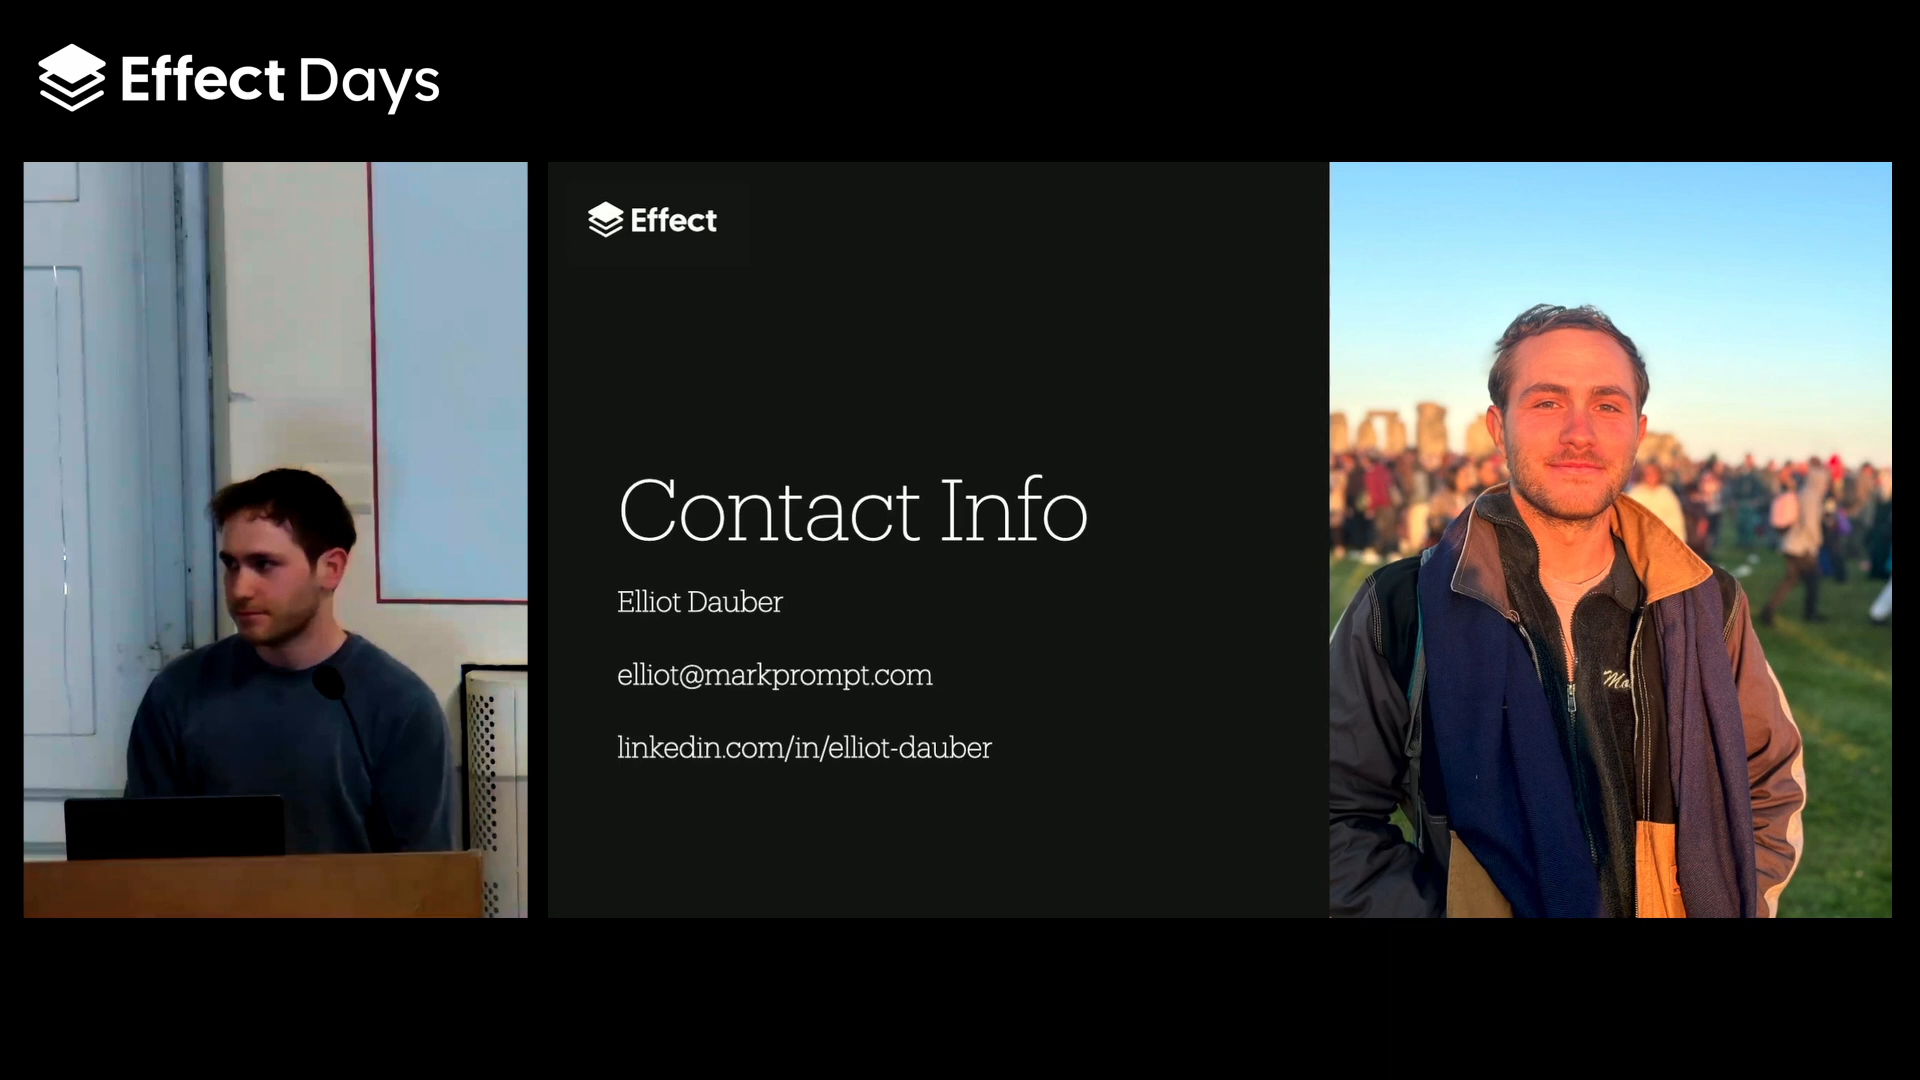 Effect Days
Effect
Contact Info
Elliot Dauber
elliot@markprompt.com
linkedin.com/in/elliot-dauber